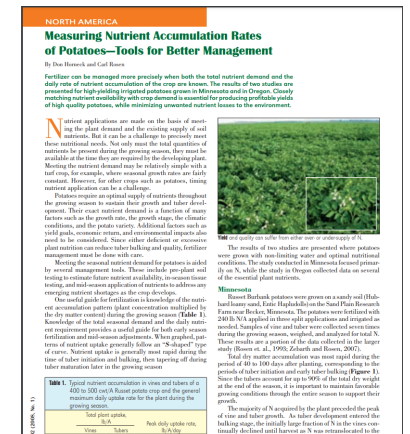 NORTH AMERICA
Measuring Nutrient Accumulation Rates
of Potatoes—Tools for Better Management
By Don Horneck and Carl Rosen
Fertilizer can be managed more precisely when both the total nutrient demand and the
daily rate of nutrient accumulation of the crop are known. The results of two studies are
presented for high-yielding irrigated potatoes grown in Minnesota and in Oregon. Closely
matching nutrient availability with crop demand is essential for producing profitable yields
of high quality potatoes, while minimizing unwanted nutrient losses to the environment.
Nutrient applications are made on the basis of meet-
ing the plant demand and the existing supply of soil
nutrients. But it can be a challenge to precisely meet
these nutritional needs. Not only must the total quantities of
nutrients be present during the growing season, they must be
available at the time they are required by the developing plant.
Meeting the nutrient demand may be relatively simple with a
turf crop, for example, where seasonal growth rates are fairly
constant. However, for other crops such as potatoes, timing
nutrient application can be a challenge.
Potatoes require an optimal supply of nutrients throughout
the growing season to sustain their growth and tuber devel-
opment. Their exact nutrient demand is a function of many
factors such as the growth rate, the growth stage, the climatic
conditions, and the potato variety. Additional factors such as
yield goals, economic return, and environmental impacts also
need to be considered. Since either deficient or excessive
plant nutrition can reduce tuber bulking and quality, fertilizer
management must be done with care.
Meeting the seasonal nutrient demand for potatoes is aided
by several management tools. These include pre-plant soil
testing to estimate future nutrient availability, in-season tissue
testing, and mid-season application of nutrients to address any
emerging nutrient shortages as the crop develops.
One useful guide for fertilization is knowledge of the nutri-
ent accumulation pattern (plant concentration multiplied by
the dry matter content) during the growing season (Table 1).
Knowledge of the total seasonal demand and the daily nutri-
ent requirement provides a useful guide for both early season
fertilization and mid-season adjustments. When graphed, pat-
terns of nutrient uptake generally follow an "S-shaped" type
of curve. Nutrient uptake is generally most rapid during the
time of tuber initiation and bulking, then tapering off during
tuber maturation later in the growing season
Table 1. Typical nutrient accumulation in vines and tubers of a
400 to 500 cwt/A Russet potato crop and the general
maximum daily uptake rate for the plant during the
growing season.
Total plant uptake,
lb/A
Peak daily uptake rate,
Vines Tubers lb/A/day
Yield and quality can suffer from either over- or under-supply of N.
The results of two studies are presented where potatoes
were grown with non-limiting water and optimal nutritional
conditions. The study conducted in Minnesota focused primar-
ily on N, while the study in Oregon collected data on several
of the essential plant nutrients.
Minnesota
Russet Burbank potatoes were grown on a sandy soil (Hub-
bard loamy sand, Entic Hapludoll) on the Sand Plain Research
Farm near Becker, Minnesota. The potatoes were fertilized with
240 lb N/A applied in three split applications and irrigated as
needed. Samples of vine and tuber were collected seven times
during the growing season, weighed, and analyzed for total N.
These results are a portion of the data collected in the larger
study (Rosen et al., 1993; Zebarth and Rosen, 2007).
Total dry matter accumulation was most rapid during the
period of 40 to 100 days after planting, corresponding to the
periods of tuber initiation and early tuber bulking (Figure 1).
Since the tubers account for up to 90% of the total dry weight
at the end of the season, it is important to maintain favorable
growing conditions through the entire season to support their
growth.
The majority of N acquired by the plant preceded the peak
of vine and tuber growth. As tuber development entered the
bulking stage, the initially large fraction of N in the vines con-
tinually declined until harvest as N was retranslocated to the